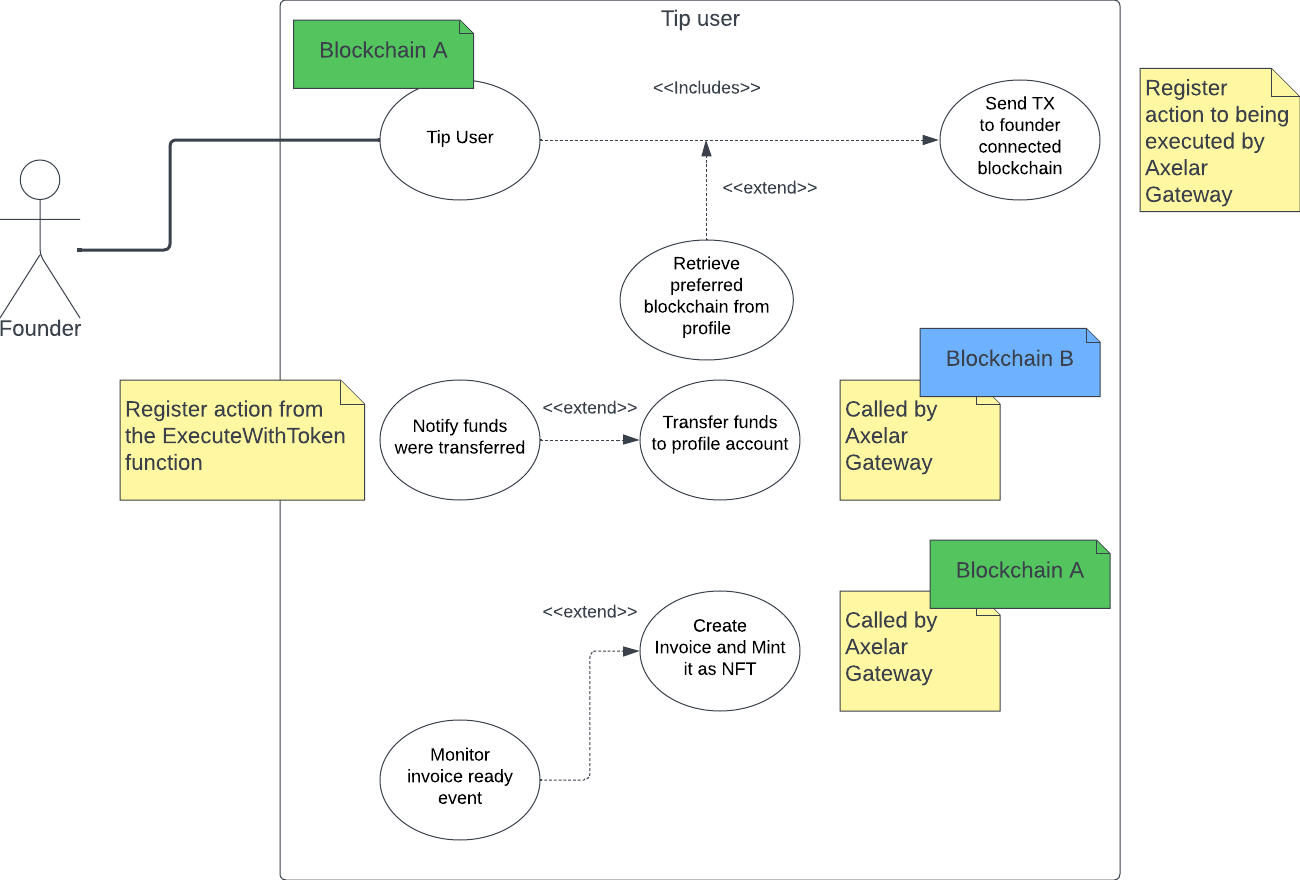 Tip user
Blockchain A
<<Includes>>
Tip User
Send TX
to founder
connected
blockchain
Register
action to being
executed by
Axelar
Gateway
<<extend>>
Retrieve
preferred
blockchain from
profile
Founder
Blockchain B
Register action from
the ExecuteWithToken
function
Notify funds
were transferred
<<extend>>
Transfer funds
to profile account
Called by
Axelar
Gateway
Blockchain A
<<extend>>
Create
Invoice and Mint
it as NFT
Called by
Axelar
Gateway
Monitor
invoice ready
event